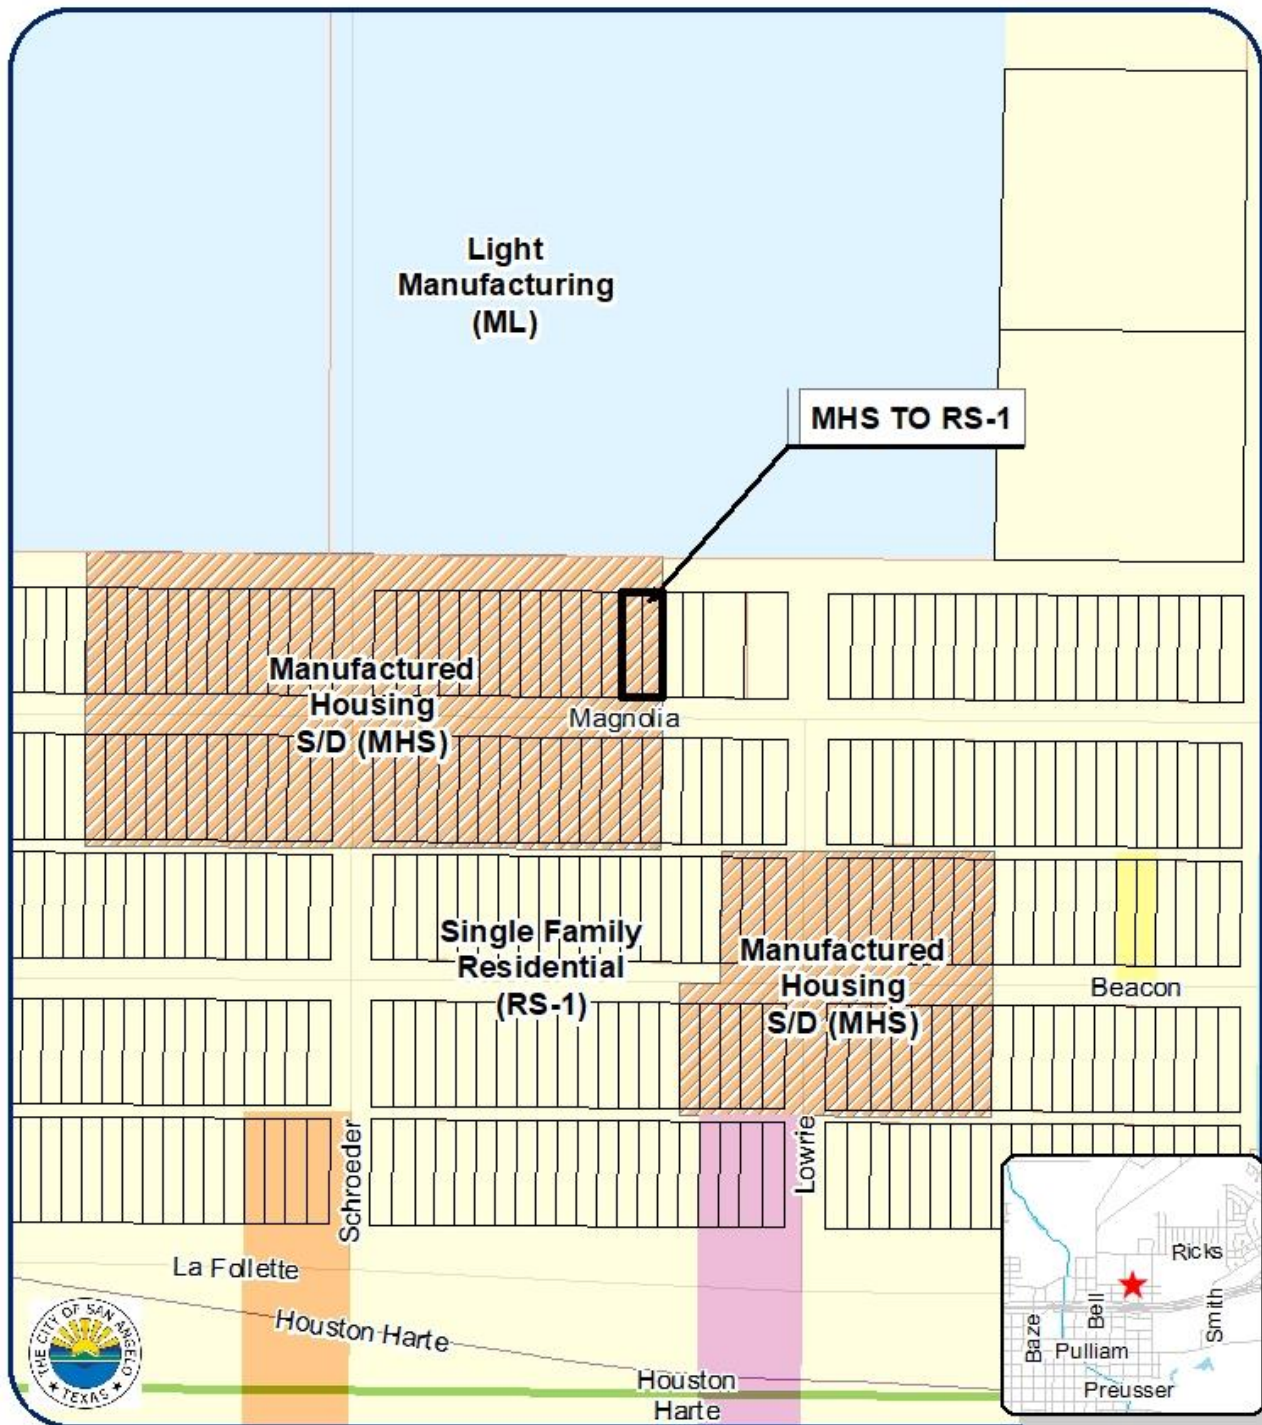 Light
Manufacturing
(ML)
MHS TO RS-1
Manufactured
Housing
S/D (MHS)
Magnolia
Single Family
Residential
(RS-1)
Manufactured
Housing
S/D (MHS)
Beacon
Schroeder
Lowrie
La Follette
Houston Harte
Houston
Harte
THE CITY OF SAN ANGELO
TEXAS
Ricks
Bell
Smith
Baze
Pulliam
Preusser